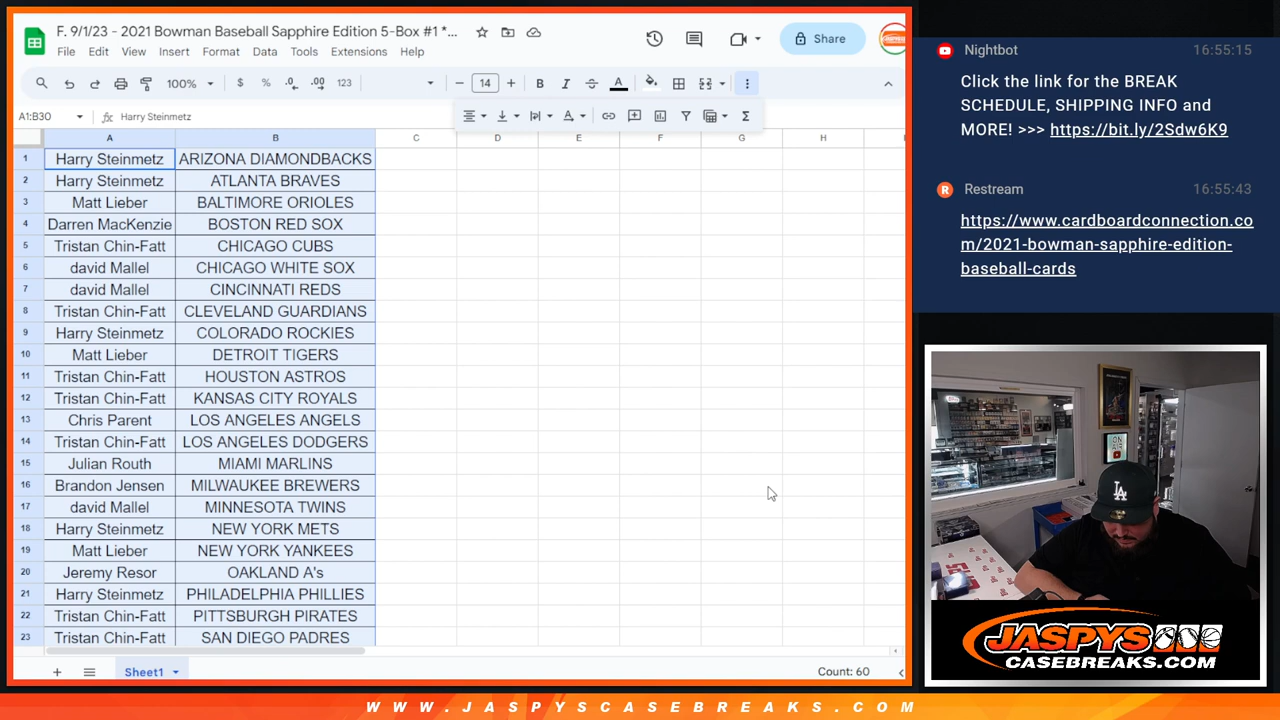 F. 9/1/23 - 2021 Bowman Baseball Sapphire Edition 5-Box #1 *...
File Edit View Insert Format Data Tools Extensions Help
Share
100% $ % .0 .00 123 14 B I S A
A1:B30 fx Harry Steinmetz
A B C D E F G H
1 Harry Steinmetz ARIZONA DIAMONDBACKS
2 Harry Steinmetz ATLANTA BRAVES
3 Matt Lieber BALTIMORE ORIOLES
4 Darren MacKenzie BOSTON RED SOX
5 Tristan Chin-Fatt CHICAGO CUBS
6 david Mallel CHICAGO WHITE SOX
7 david Mallel CINCINNATI REDS
8 Tristan Chin-Fatt CLEVELAND GUARDIANS
9 Harry Steinmetz COLORADO ROCKIES
10 Matt Lieber DETROIT TIGERS
11 Tristan Chin-Fatt HOUSTON ASTROS
12 Tristan Chin-Fatt KANSAS CITY ROYALS
13 Chris Parent LOS ANGELES ANGELS
14 Tristan Chin-Fatt LOS ANGELES DODGERS
15 Julian Routh MIAMI MARLINS
16 Brandon Jensen MILWAUKEE BREWERS
17 david Mallel MINNESOTA TWINS
18 Harry Steinmetz NEW YORK METS
19 Matt Lieber NEW YORK YANKEES
20 Jeremy Resor OAKLAND A's
21 Harry Steinmetz PHILADELPHIA PHILLIES
22 Tristan Chin-Fatt PITTSBURGH PIRATES
23 Tristan Chin-Fatt SAN DIEGO PADRES
Sheet1 Count: 60
Nightbot 16:55:15
Click the link for the BREAK
SCHEDULE, SHIPPING INFO and
MORE! >>> https://bit.ly/2Sdw6K9
Restream 16:55:43
https://www.cardboardconnection.co
m/2021-bowman-sapphire-edition-
baseball-cards
ON
AIR
LA
JASPYS
CASEBREAKS.COM
WWW.JASPYSCASEBREAKS.COM